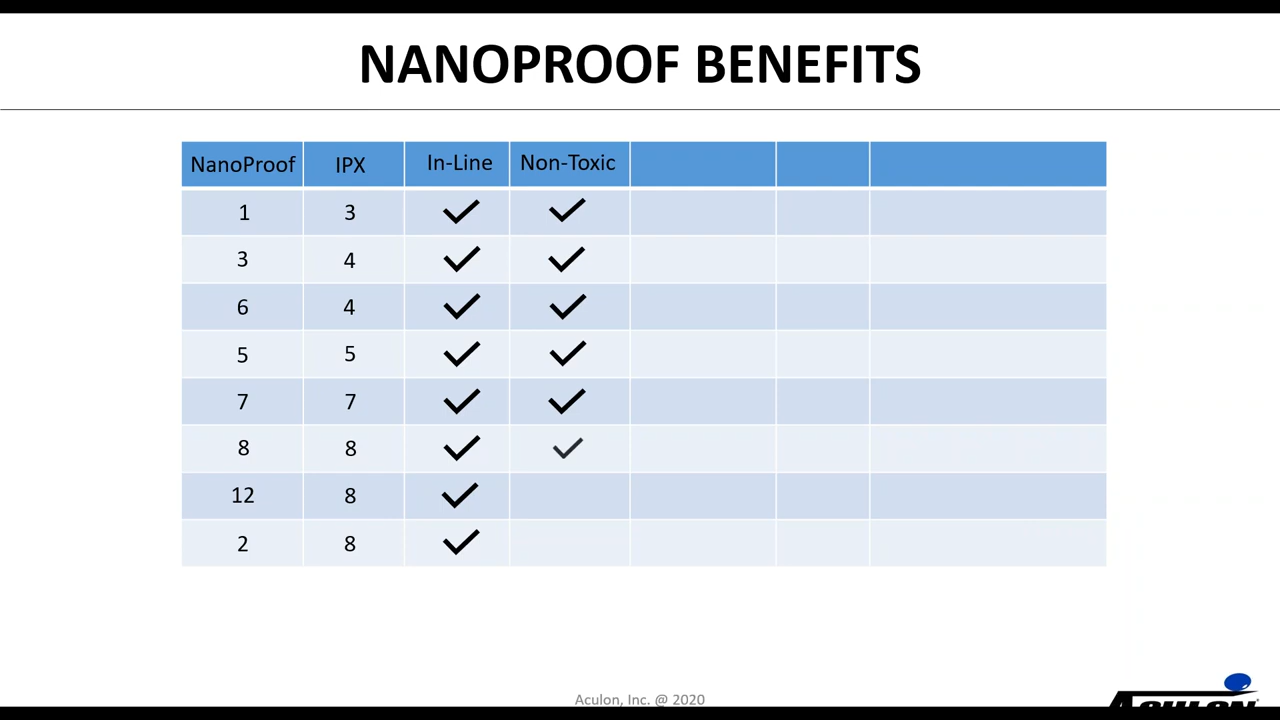 NANOPROOF BENEFITS
NanoProof IPX In-Line Non-Toxic
1 3 ✓ ✓
3 4 ✓ ✓
6 4 ✓ ✓
5 5 ✓ ✓
7 7 ✓ ✓
8 8 ✓ ✓
12 8 ✓
2 8 ✓
Aculon, Inc. @ 2020
ACULON